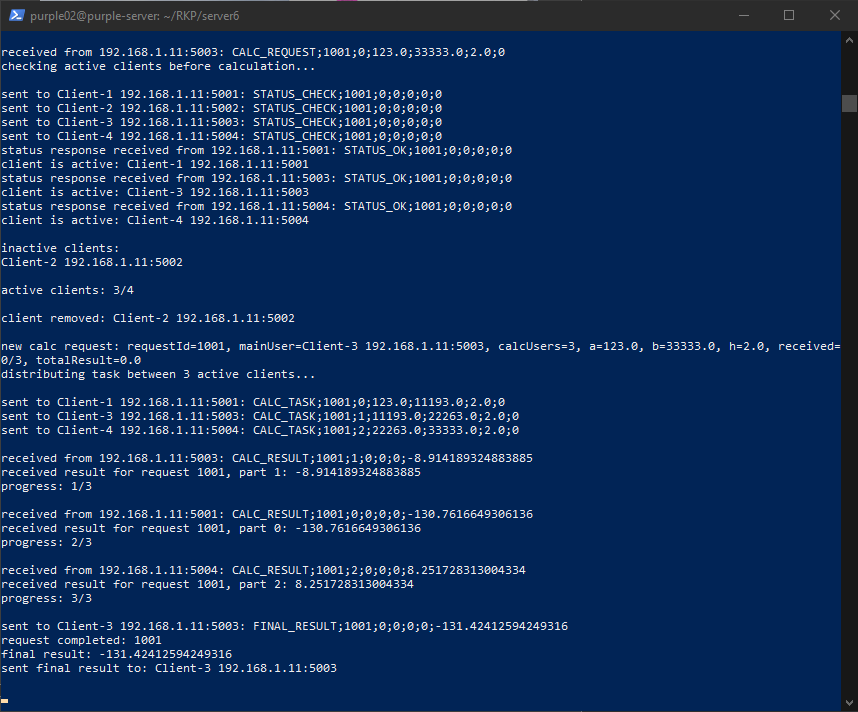 purple02@purple-server: ~/RKP/server6
received from 192.168.1.11:5003: CALC_REQUEST;1001;0;123.0;33333.0;2.0;0
checking active clients before calculation...
sent to Client-1 192.168.1.11:5001: STATUS_CHECK;1001;0;0;0;0;0
sent to Client-2 192.168.1.11:5002: STATUS_CHECK;1001;0;0;0;0;0
sent to Client-3 192.168.1.11:5003: STATUS_CHECK;1001;0;0;0;0;0
sent to Client-4 192.168.1.11:5004: STATUS_CHECK;1001;0;0;0;0;0
status response received from 192.168.1.11:5001: STATUS_OK;1001;0;0;0;0;0
client is active: Client-1 192.168.1.11:5001
status response received from 192.168.1.11:5003: STATUS_OK;1001;0;0;0;0;0
client is active: Client-3 192.168.1.11:5003
status response received from 192.168.1.11:5004: STATUS_OK;1001;0;0;0;0;0
client is active: Client-4 192.168.1.11:5004
inactive clients:
Client-2 192.168.1.11:5002
active clients: 3/4
client removed: Client-2 192.168.1.11:5002
new calc request: requestId=1001, mainUser=Client-3 192.168.1.11:5003, calcUsers=3, a=123.0, b=33333.0, h=2.0, received=
0/3, totalResult=0.0
distributing task between 3 active clients...
sent to Client-1 192.168.1.11:5001: CALC_TASK;1001;0;123.0;11193.0;2.0;0
sent to Client-3 192.168.1.11:5003: CALC_TASK;1001;1;11193.0;22263.0;2.0;0
sent to Client-4 192.168.1.11:5004: CALC_TASK;1001;2;22263.0;33333.0;2.0;0
received from 192.168.1.11:5003: CALC_RESULT;1001;1;0;0;0;-8.914189324883885
received result for request 1001, part 1: -8.914189324883885
progress: 1/3
received from 192.168.1.11:5001: CALC_RESULT;1001;0;0;0;0;-130.7616649306136
received result for request 1001, part 0: -130.7616649306136
progress: 2/3
received from 192.168.1.11:5004: CALC_RESULT;1001;2;0;0;0;8.251728313004334
received result for request 1001, part 2: 8.251728313004334
progress: 3/3
sent to Client-3 192.168.1.11:5003: FINAL_RESULT;1001;0;0;0;0;-131.42412594249316
request completed: 1001
final result: -131.42412594249316
sent final result to: Client-3 192.168.1.11:5003